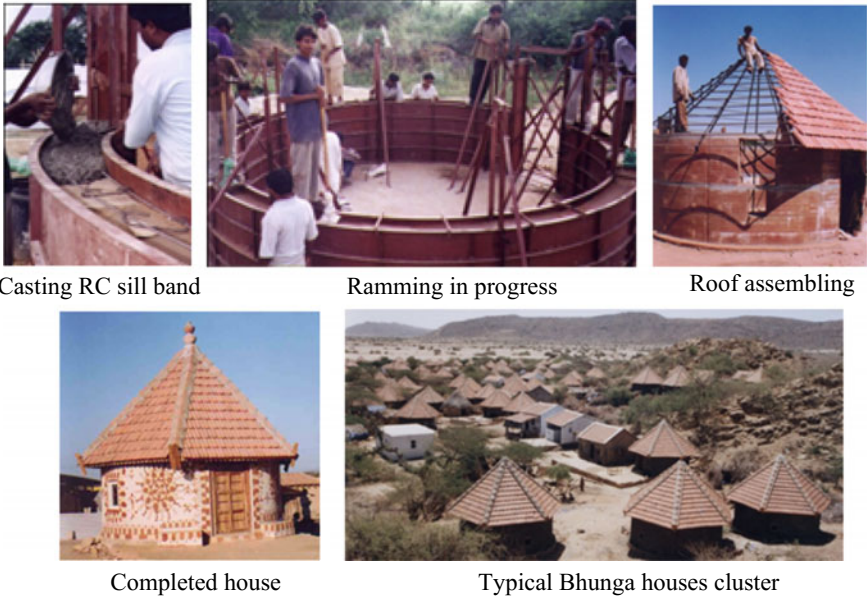 Casting RC sill band
Ramming in progress
Roof assembling
Completed house
Typical Bhunga houses cluster